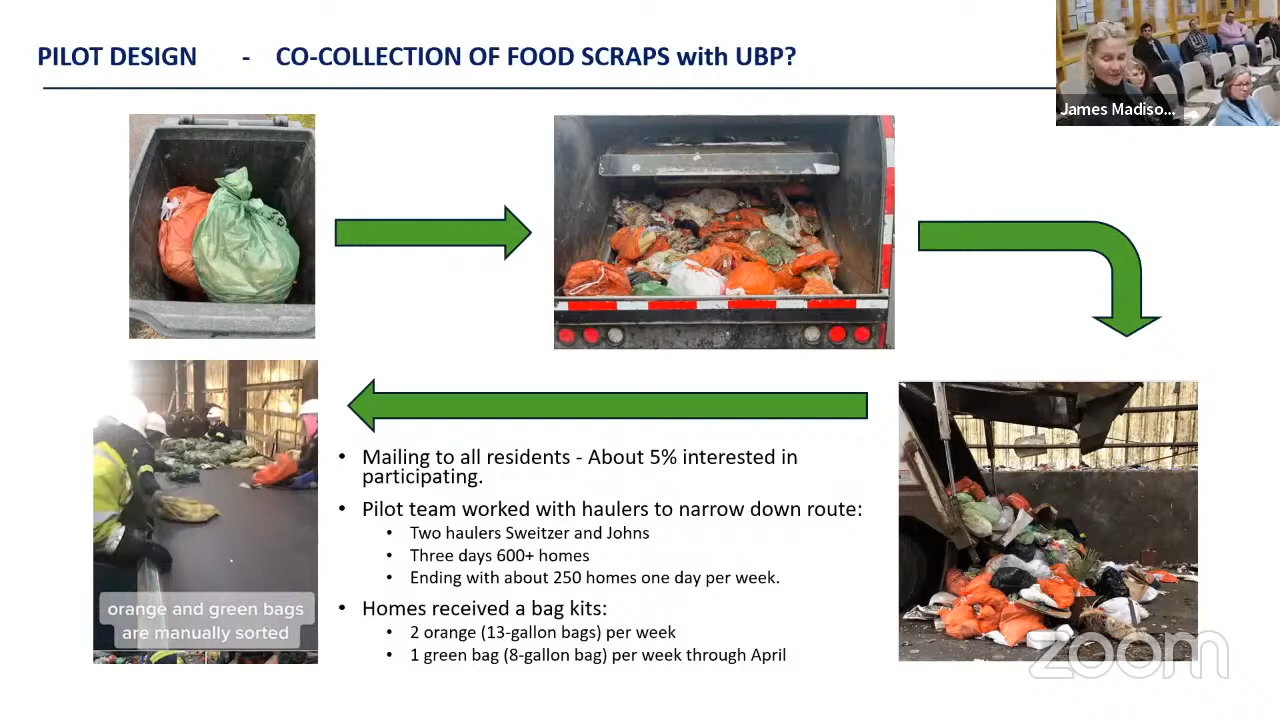 PILOT DESIGN - CO-COLLECTION OF FOOD SCRAPS with UBP?
James Madiso...
orange and green bags
are manually sorted
• Mailing to all residents - About 5% interested in
participating.
• Pilot team worked with haulers to narrow down route:
• Two haulers Sweitzer and Johns
• Three days 600+ homes
• Ending with about 250 homes one day per week.
• Homes received a bag kits:
• 2 orange (13-gallon bags) per week
• 1 green bag (8-gallon bag) per week through April
zoom